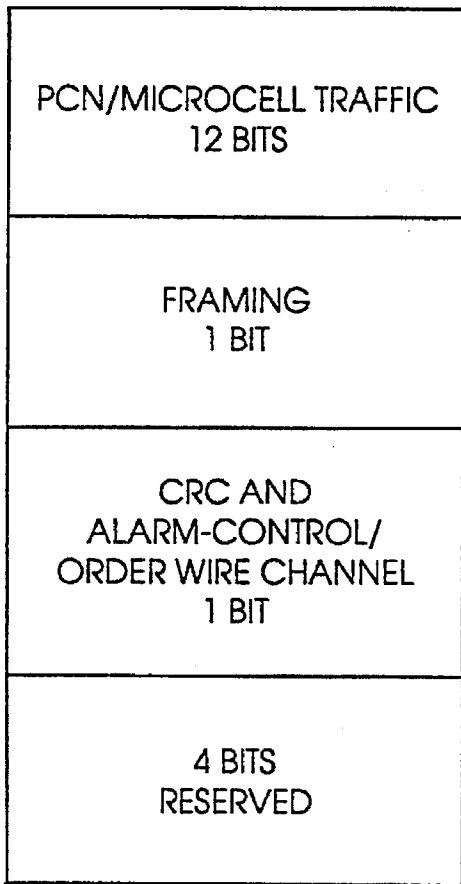 PCN/MICROCELL TRAFFIC
12 BITS
FRAMING
1 BIT
CRC AND
ALARM-CONTROL/
ORDER WIRE CHANNEL
1 BIT
4 BITS
RESERVED